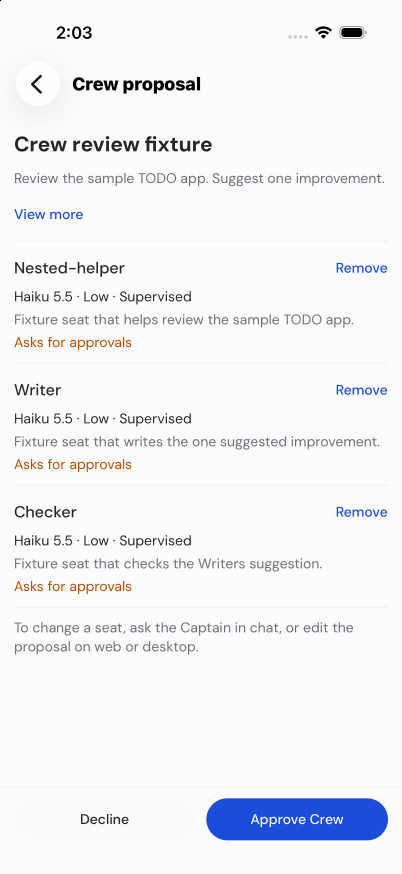 2:03
Crew proposal
Crew review fixture
Review the sample TODO app. Suggest one improvement.
View more
Nested-helper
Remove
Haiku 5.5 · Low · Supervised
Fixture seat that helps review the sample TODO app.
Asks for approvals
Writer
Remove
Haiku 5.5 · Low · Supervised
Fixture seat that writes the one suggested improvement.
Asks for approvals
Checker
Remove
Haiku 5.5 · Low · Supervised
Fixture seat that checks the Writers suggestion.
Asks for approvals
To change a seat, ask the Captain in chat, or edit the
proposal on web or desktop.
Decline
Approve Crew